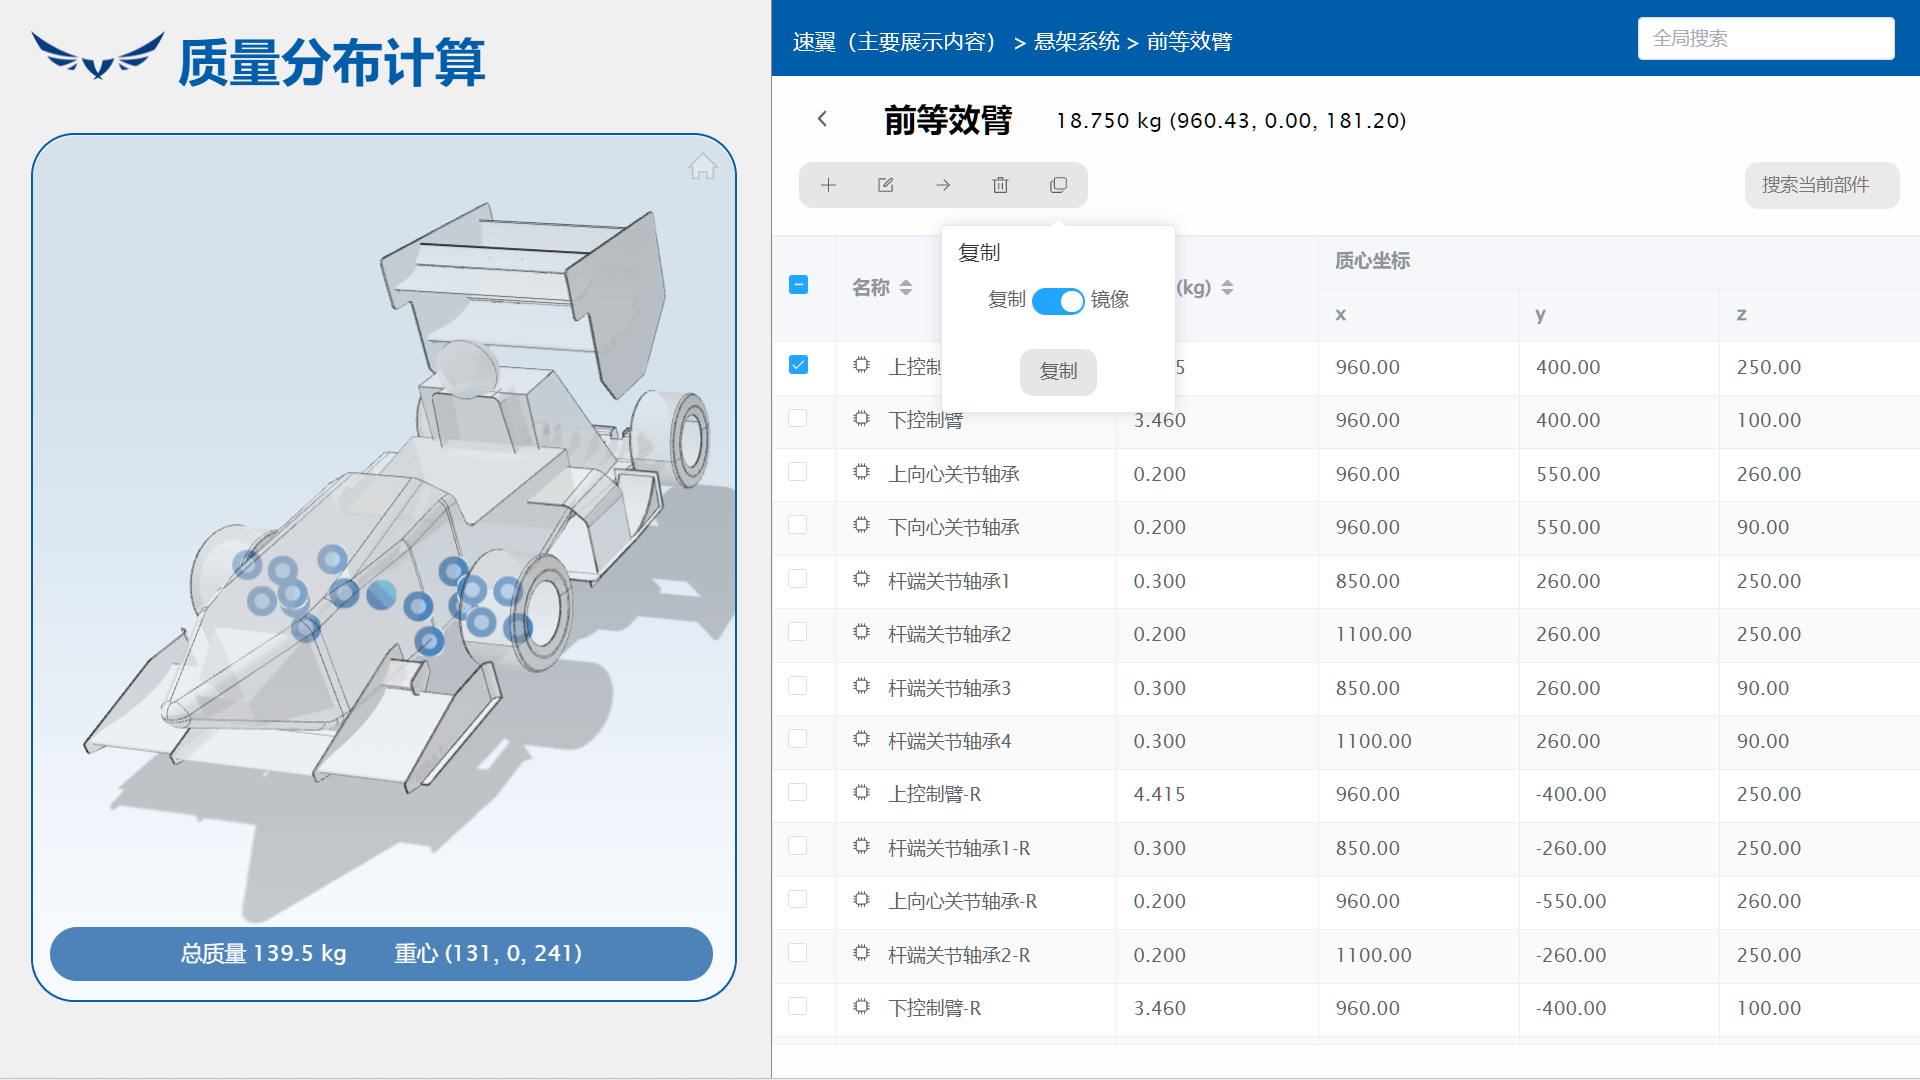 质量分布计算
总质量 139.5 kg 重心 (131, 0, 241)
速翼（主要展示内容） > 悬架系统 > 前等效臂
全局搜索
前等效臂 18.750 kg (960.43, 0.00, 181.20)
搜索当前部件
复制
复制 镜像
复制
名称 (kg) 质心坐标
x y z
上控制 5 960.00 400.00 250.00
下控制臂 3.460 960.00 400.00 100.00
上向心关节轴承 0.200 960.00 550.00 260.00
下向心关节轴承 0.200 960.00 550.00 90.00
杆端关节轴承1 0.300 850.00 260.00 250.00
杆端关节轴承2 0.200 1100.00 260.00 250.00
杆端关节轴承3 0.300 850.00 260.00 90.00
杆端关节轴承4 0.300 1100.00 260.00 90.00
上控制臂-R 4.415 960.00 -400.00 250.00
杆端关节轴承1-R 0.300 850.00 -260.00 250.00
上向心关节轴承-R 0.200 960.00 -550.00 260.00
杆端关节轴承2-R 0.200 1100.00 -260.00 250.00
下控制臂-R 3.460 960.00 -400.00 100.00